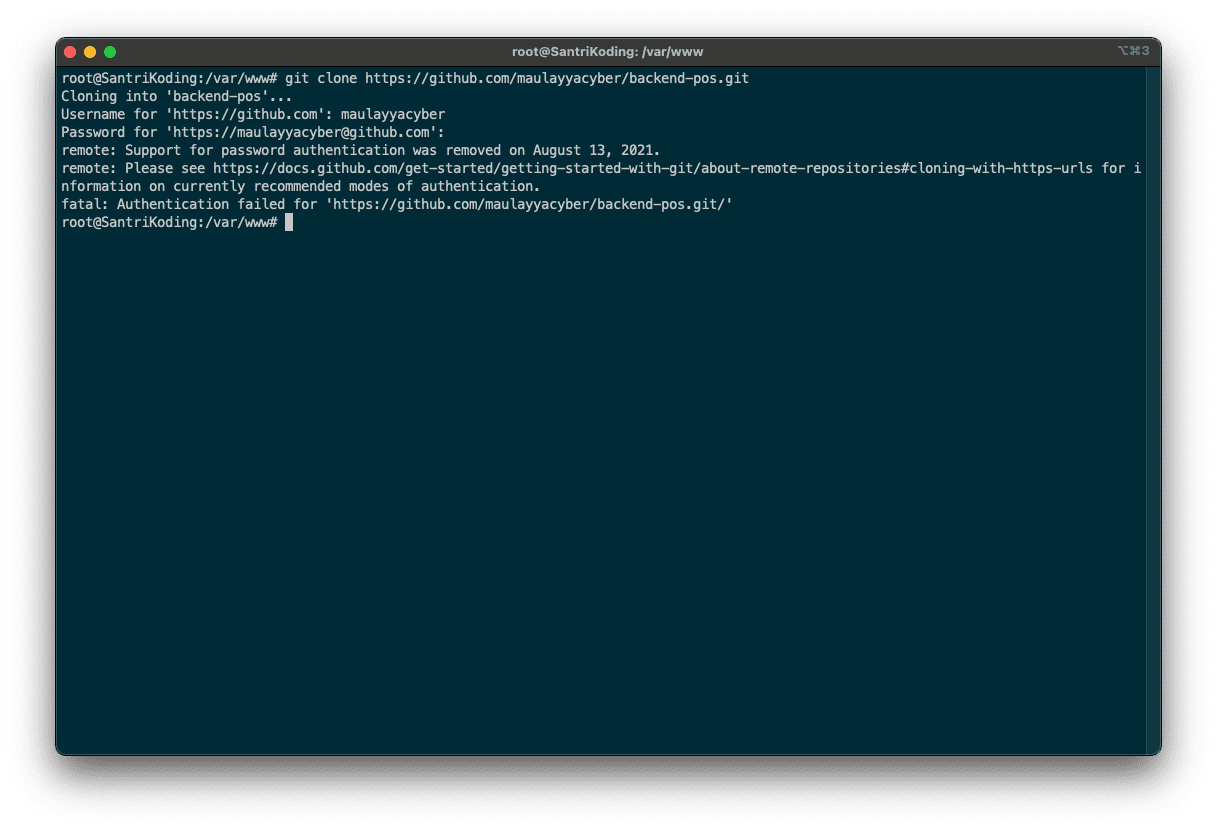 root@SantriKoding: /var/www
⌥⌘3
root@SantriKoding:/var/www# git clone https://github.com/maulayyacyber/backend-pos.git
Cloning into 'backend-pos'...
Username for 'https://github.com': maulayyacyber
Password for 'https://maulayyacyber@github.com':
remote: Support for password authentication was removed on August 13, 2021.
remote: Please see https://docs.github.com/get-started/getting-started-with-git/about-remote-repositories#cloning-with-https-urls for i
nformation on currently recommended modes of authentication.
fatal: Authentication failed for 'https://github.com/maulayyacyber/backend-pos.git/'
root@SantriKoding:/var/www#